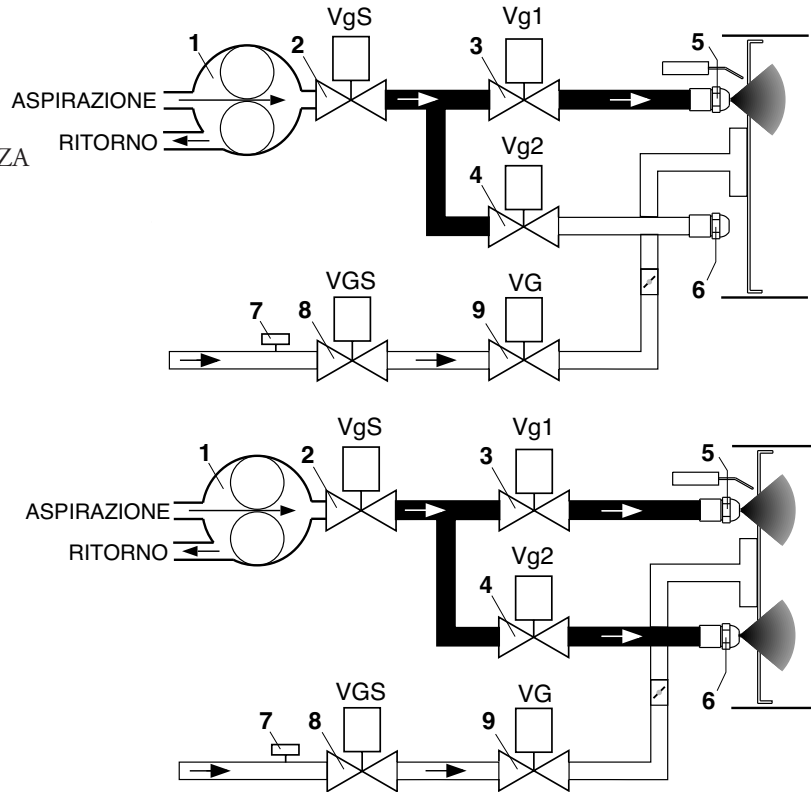 VgS Vg1
1 2 3 5
ASPIRAZIONE
RITORNO
ZA
Vg2
4
6
VGS VG
7 8 9
VgS Vg1
1 2 3 5
ASPIRAZIONE
RITORNO
Vg2
4
6
VGS VG
7 8 9